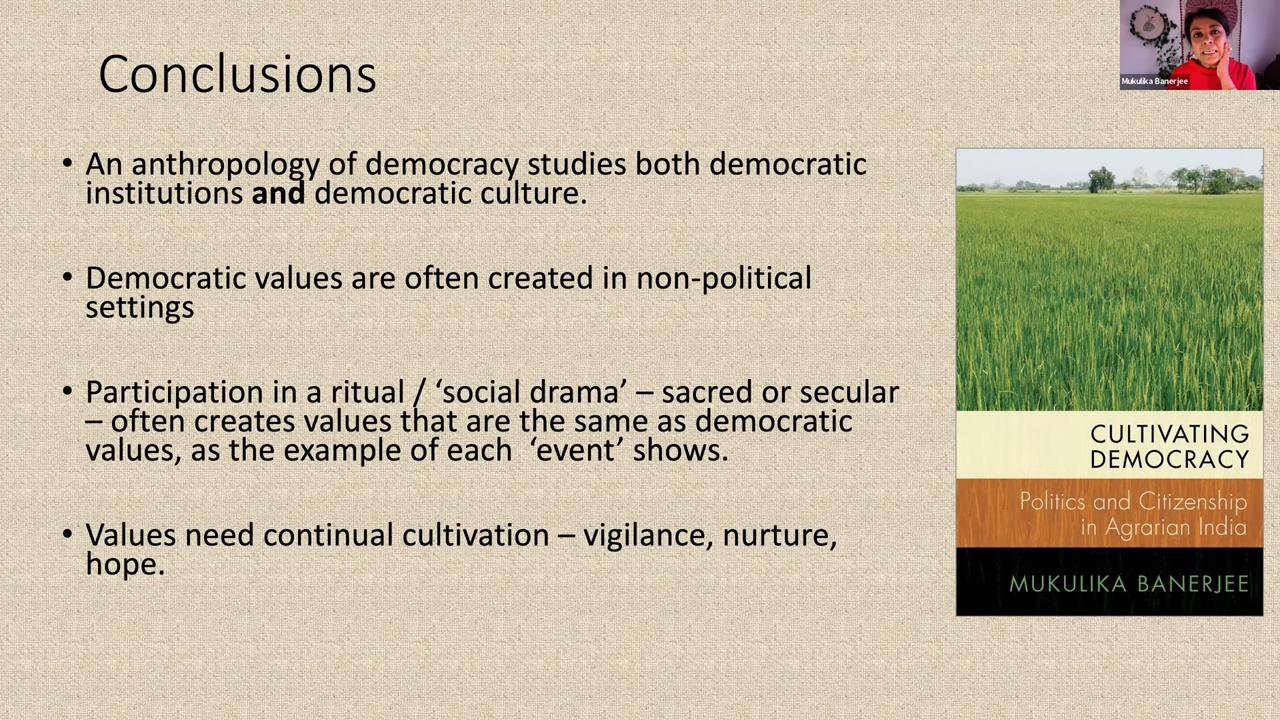 Conclusions
Mukulika Banerjee
• An anthropology of democracy studies both democratic
institutions and democratic culture.
• Democratic values are often created in non-political
settings
• Participation in a ritual / ‘social drama’ – sacred or secular
– often creates values that are the same as democratic
values, as the example of each  ‘event’ shows.
• Values need continual cultivation – vigilance, nurture,
hope.
CULTIVATING
DEMOCRACY
Politics and Citizenship
in Agrarian India
MUKULIKA BANERJEE